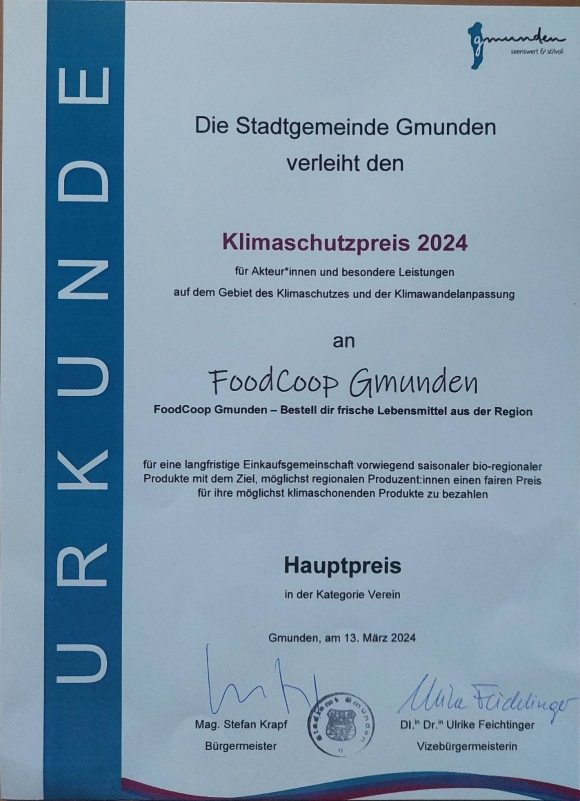 URKUNDE
gmunden
seenswert & stilvoll
Die Stadtgemeinde Gmunden
verleiht den
Klimaschutzpreis 2024
für Akteur*innen und besondere Leistungen
auf dem Gebiet des Klimaschutzes und der Klimawandelanpassung
an
FoodCoop Gmunden
FoodCoop Gmunden – Bestell dir frische Lebensmittel aus der Region
für eine langfristige Einkaufsgemeinschaft vorwiegend saisonaler bio-regionaler
Produkte mit dem Ziel, möglichst regionalen Produzent:innen einen fairen Preis
für ihre möglichst klimaschonenden Produkte zu bezahlen
Hauptpreis
in der Kategorie Verein
Gmunden, am 13. März 2024
Ulrike Feichtinger
Stadtamt Gmunden
Mag. Stefan Krapf
DI.in Dr.in Ulrike Feichtinger
Bürgermeister
Vizebürgermeisterin